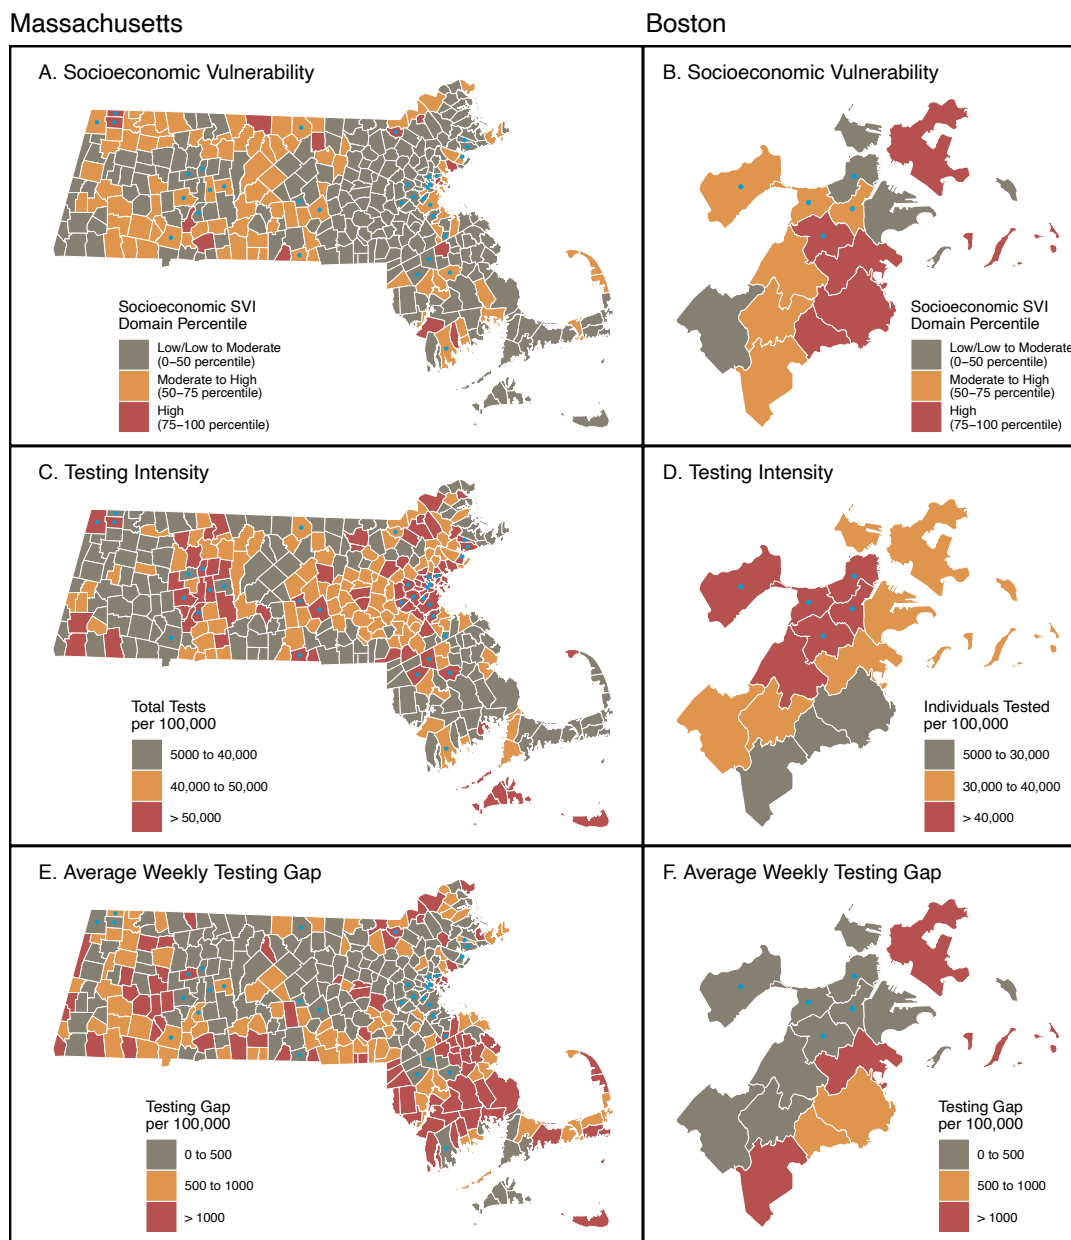 Massachusetts
Boston
A. Socioeconomic Vulnerability
Socioeconomic SVI
Domain Percentile
Low/Low to Moderate
(0−50 percentile)
Moderate to High
(50−75 percentile)
High
(75−100 percentile)
B. Socioeconomic Vulnerability
Socioeconomic SVI
Domain Percentile
Low/Low to Moderate
(0−50 percentile)
Moderate to High
(50−75 percentile)
High
(75−100 percentile)
C. Testing Intensity
Total Tests
per 100,000
5000 to 40,000
40,000 to 50,000
> 50,000
D. Testing Intensity
Individuals Tested
per 100,000
5000 to 30,000
30,000 to 40,000
> 40,000
E. Average Weekly Testing Gap
Testing Gap
per 100,000
0 to 500
500 to 1000
> 1000
F. Average Weekly Testing Gap
Testing Gap
per 100,000
0 to 500
500 to 1000
> 1000